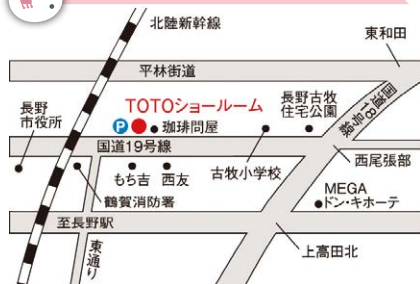 北陸新幹線
東和田
平林街道
国道18号線
長野
市役所
TOTOショールーム
長野古牧
住宅公園
P
珈琲問屋
国道19号線
西尾張部
もち吉
西友
古牧小学校
鶴賀消防署
MEGA
ドン・キホーテ
至長野駅
東通り
上高田北